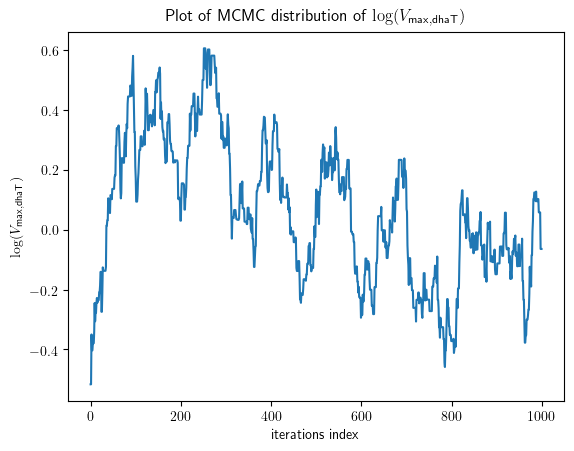 Plot of MCMC distribution of log(V_max,dhaT)
log(V_max,dhaT)
0.6
0.4
0.2
0.0
−0.2
−0.4
0 200 400 600 800 1000
iterations index